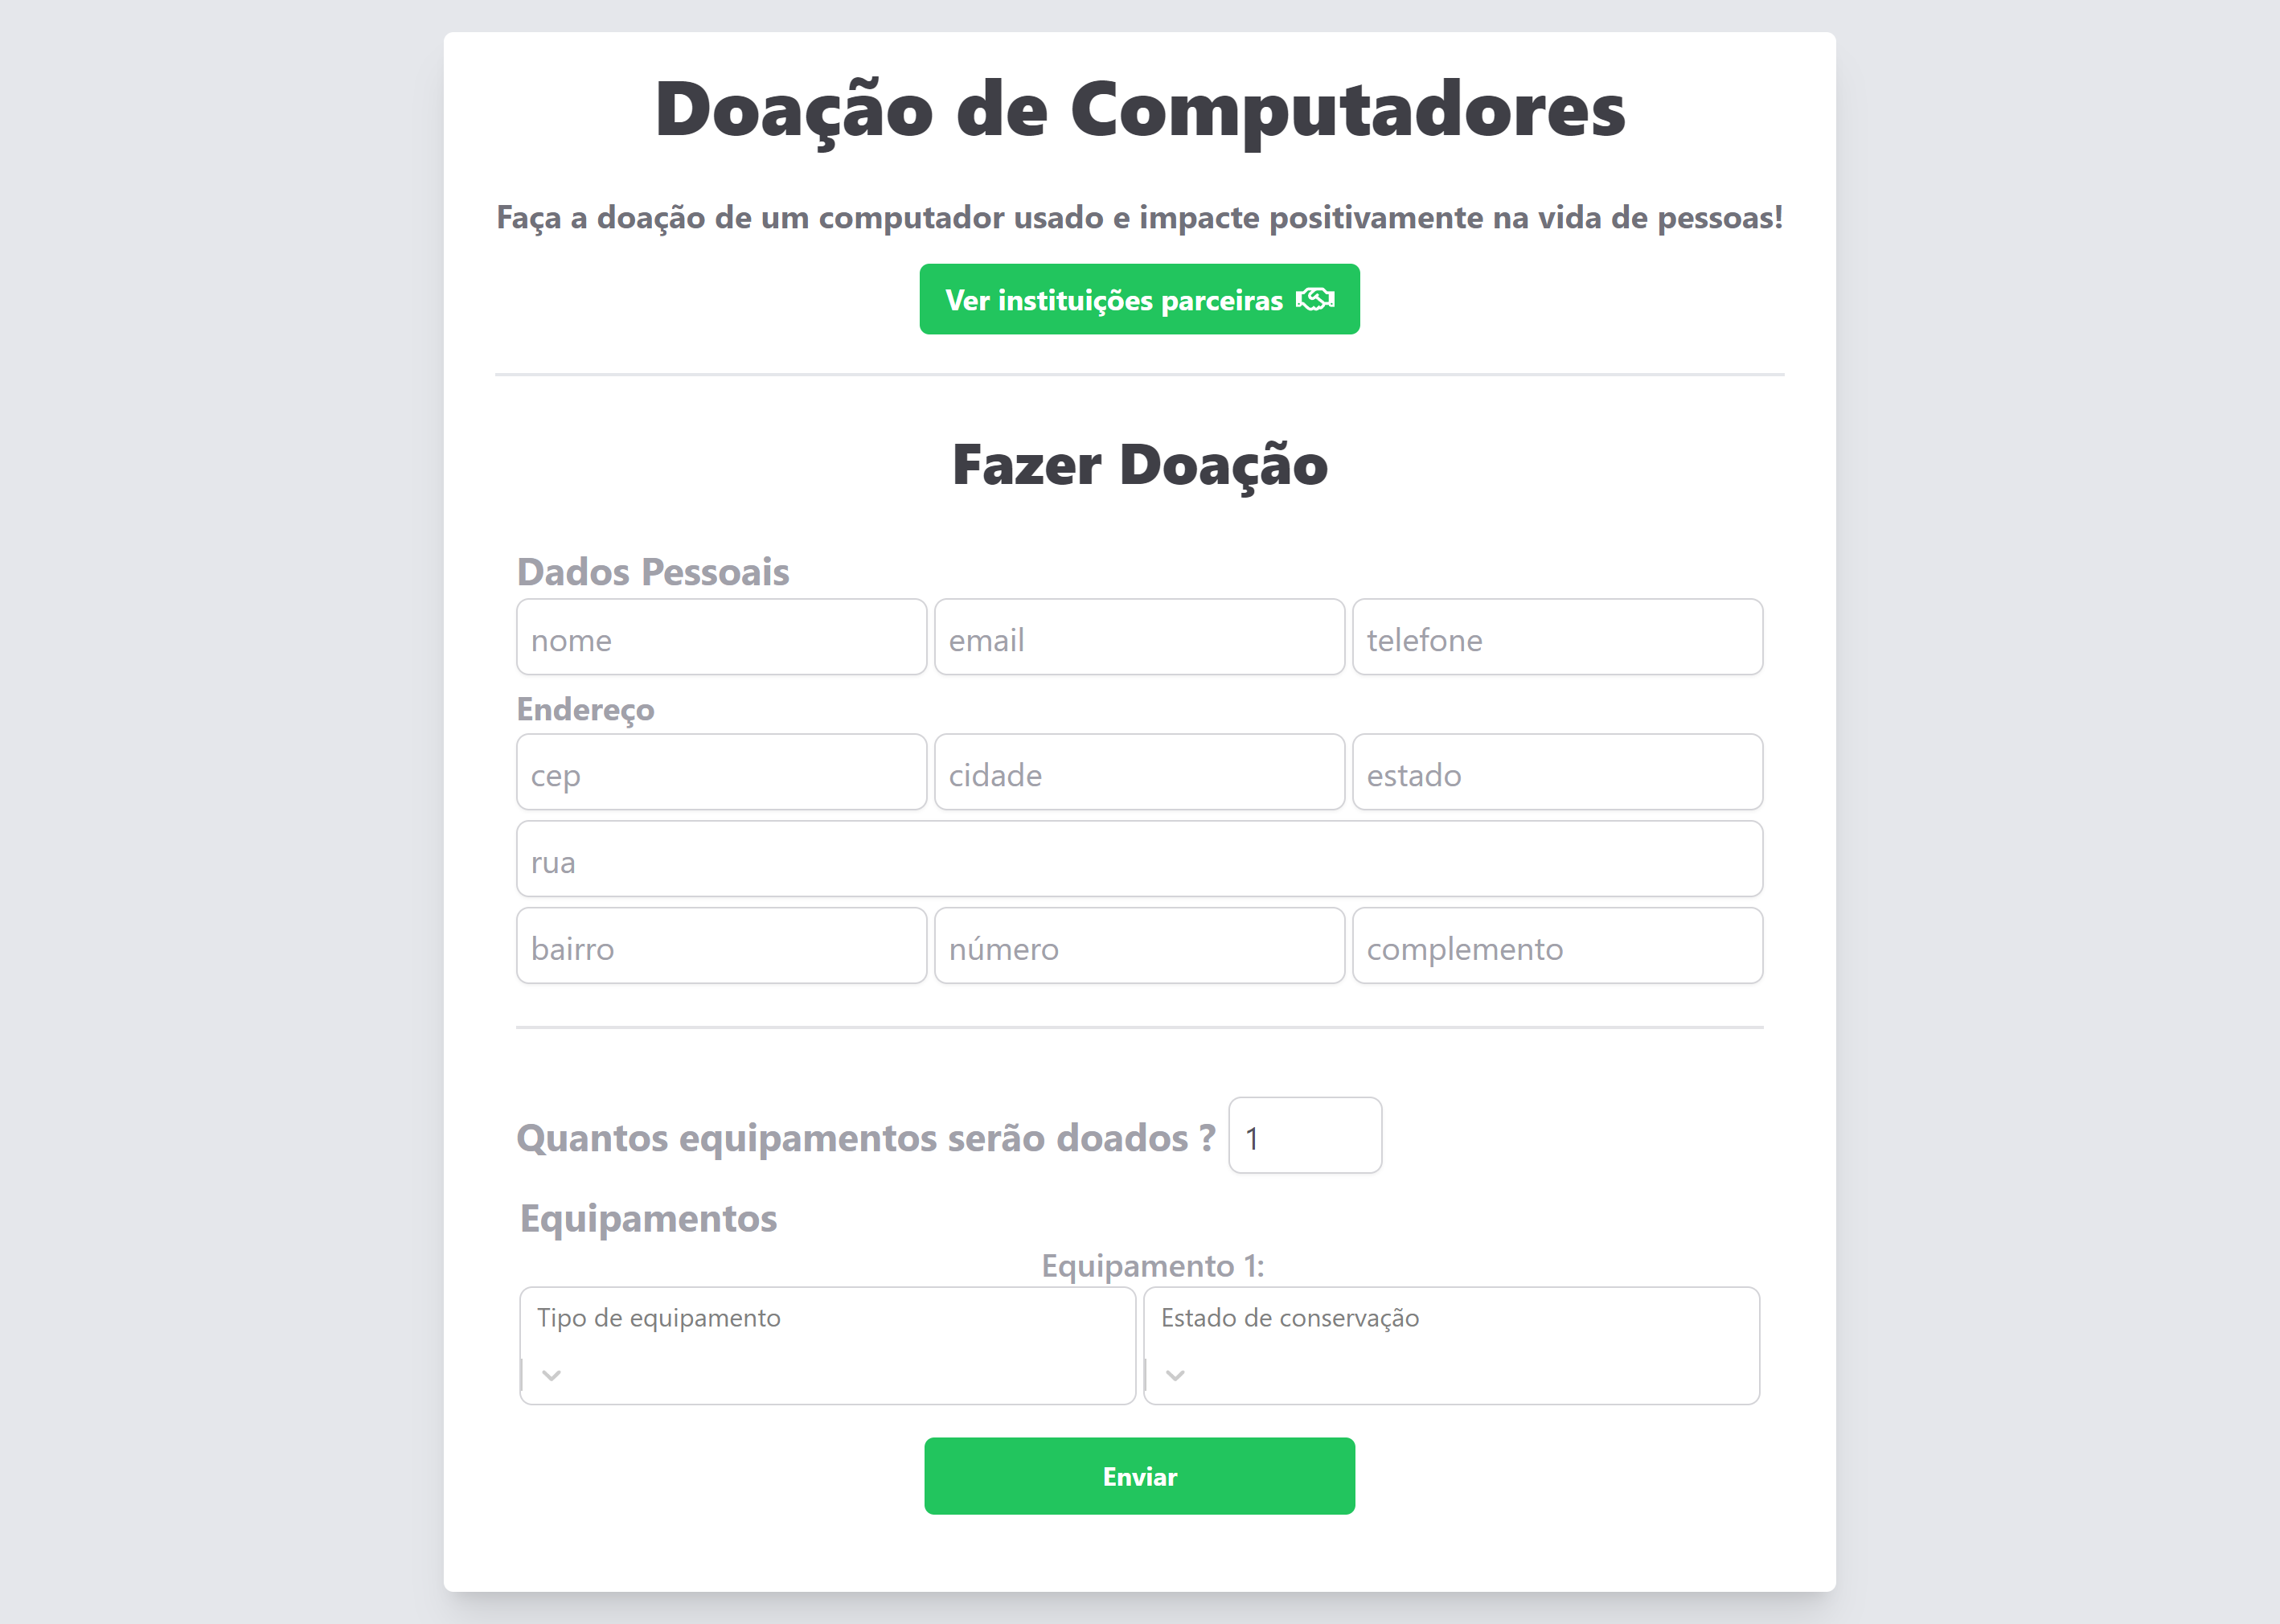 Doação de Computadores
Faça a doação de um computador usado e impacte positivamente na vida de pessoas!
Ver instituições parceiras
Fazer Doação
Dados Pessoais
nome email telefone
Endereço
cep cidade estado
rua
bairro número complemento
Quantos equipamentos serão doados ? 1
Equipamentos
Equipamento 1:
Tipo de equipamento Estado de conservação
Enviar